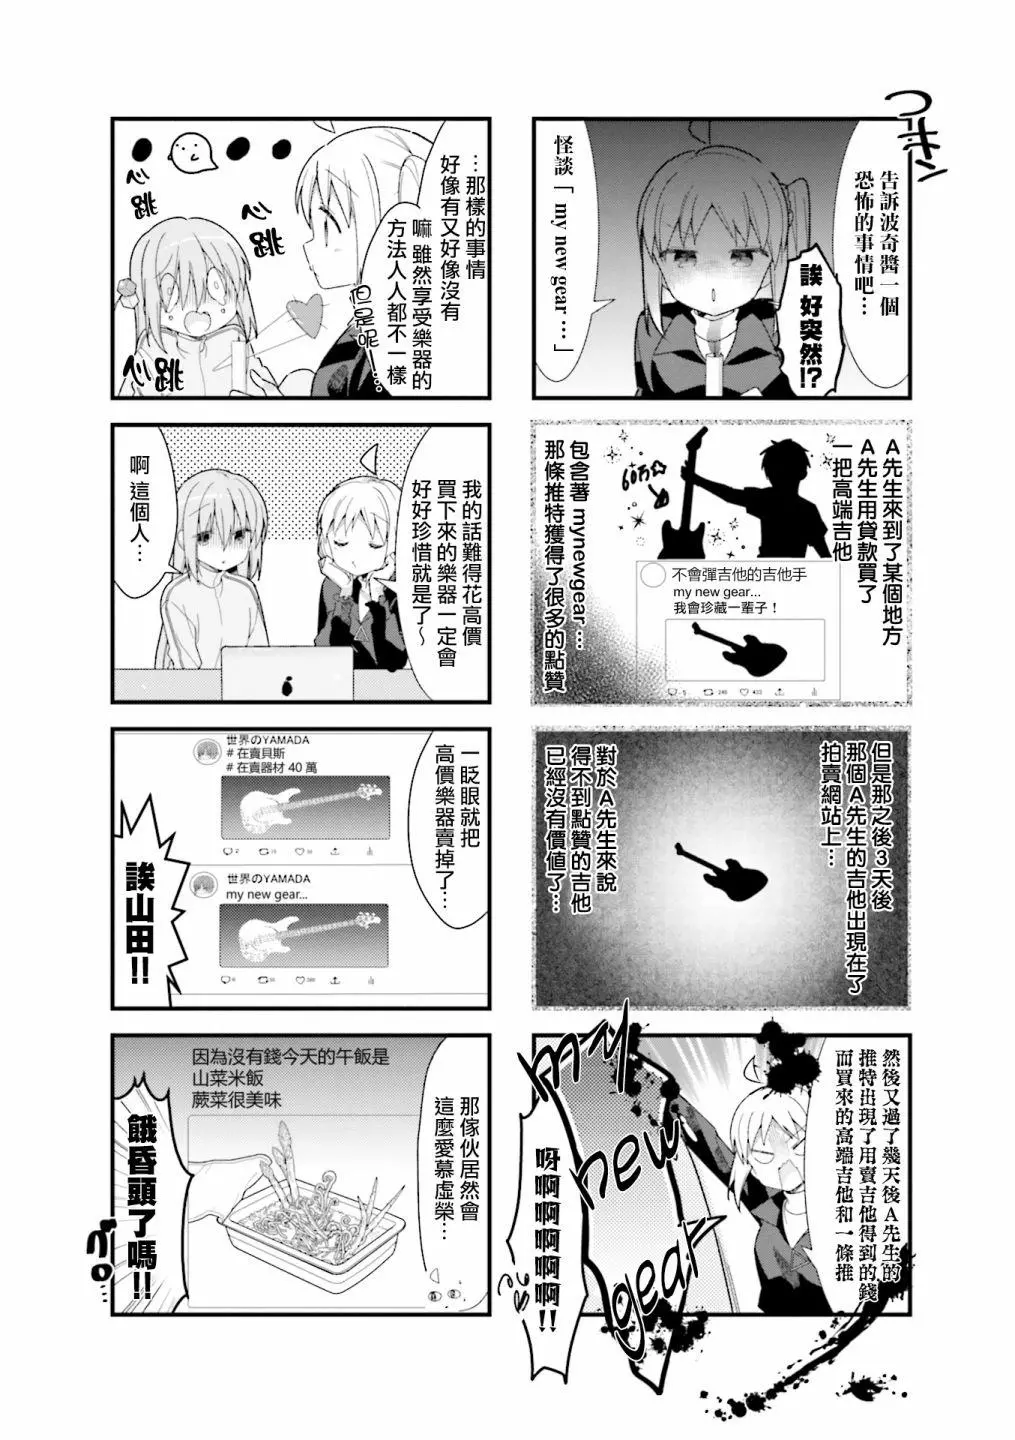 告訴波奇醬一個
恐怖的事情吧…
誒 好突然!?
怪談「my new gear…」
A先生來到了某個地方
A先生用貸款買了
一把高端吉他
60万
不會彈吉他的吉他手
my new gear...
我會珍藏一輩子！
5
246
433
包含著 mynewgear…
那條推特獲得了很多的點贊
但是那之後3天後
那個A先生的吉他出現在了
拍賣網站上…
對於A先生來說
得不到點贊的吉他
已經沒有價值了…
然後又過了幾天後A先生的
推特出現了用賣吉他得到的錢
而買來的高端吉他和一條推
my
new
gear
…那樣的事情
好像有又好像沒有
嘛 雖然享受樂器的
方法人人都不一樣
但是呢…
我的話難得花高價
買下來的樂器一定會
好好珍惜就是了～
啊 這個人…
一眨眼就把
高價樂器賣掉了…
世界のYAMADA
# 在賣貝斯
# 在賣器材 40 萬
世界のYAMADA
my new gear...
誒山田!!
那傢伙居然會
這麼愛慕虛榮…
因為沒有錢今天的午飯是
山菜米飯
蕨菜很美味
餓昏頭了嗎!!